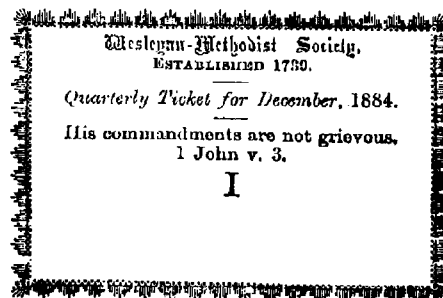 Wesleyan-Methodist Society,
ESTABLISHED 1739.
Quarterly Ticket for December, 1884.
His commandments are not grievous.
1 John v. 3.
I